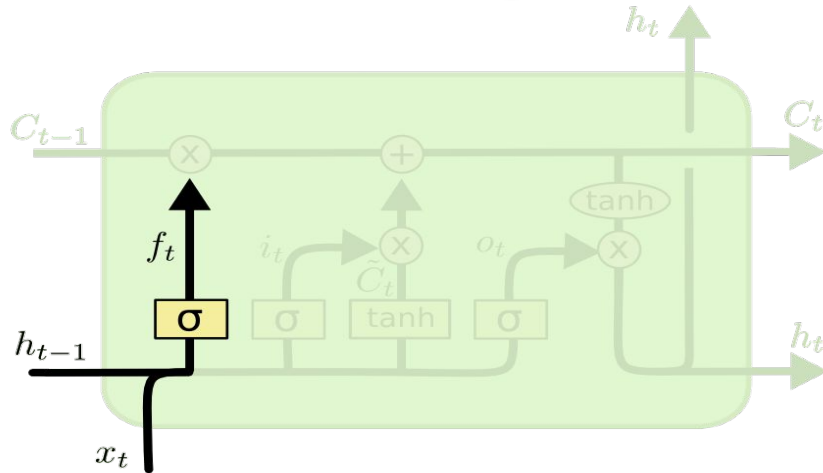 h_t
C_{t-1}
C_t
×
+
tanh
f_t
i_t
×
o_t
×
C̃_t
σ
σ
tanh
σ
h_{t-1}
h_t
x_t